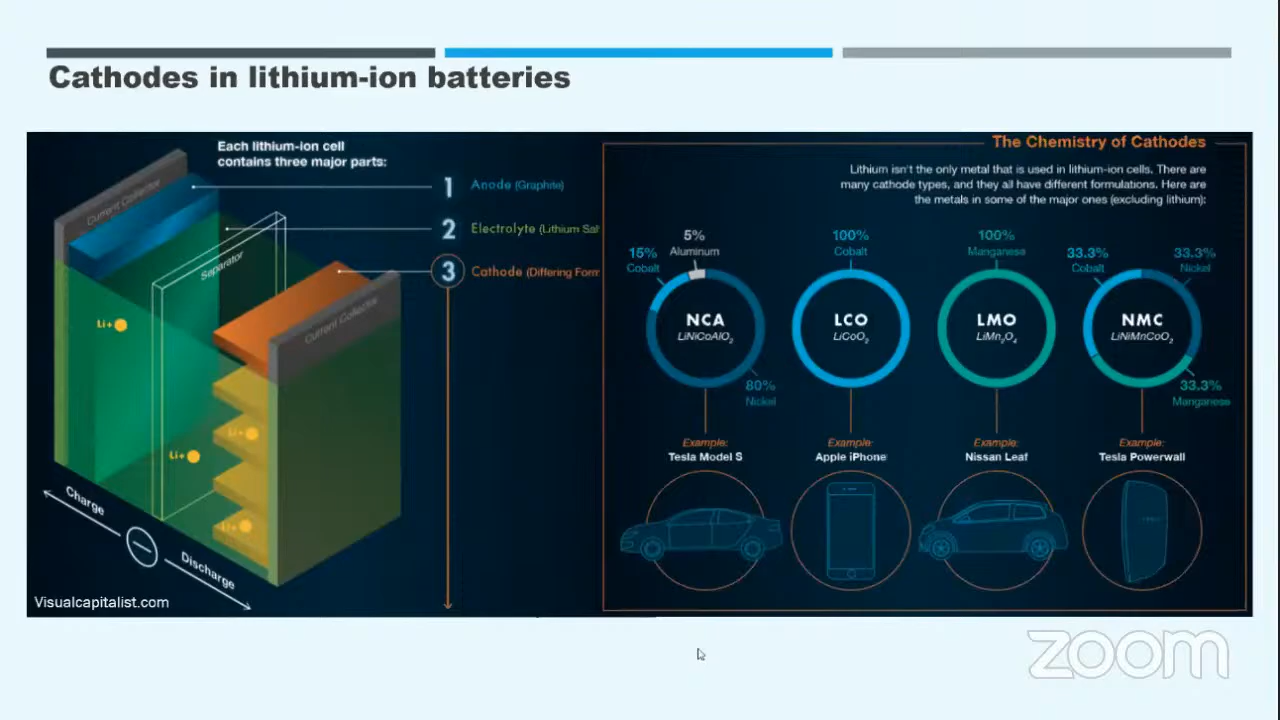 Cathodes in lithium-ion batteries
Each lithium-ion cell
contains three major parts:
1 Anode (Graphite)
2 Electrolyte (Lithium Sal
3 Cathode (Differing Form
Current Collector
Separator
Current Collector
Li+
Li+
Li+
Li+
Charge
Discharge
Visualcapitalist.com
The Chemistry of Cathodes
Lithium isn't the only metal that is used in lithium-ion cells. There are
many cathode types, and they all have different formulations. Here are
the metals in some of the major ones (excluding lithium):
15%
Cobalt
5%
Aluminum
NCA
LiNiCoAlO₂
80%
Nickel
Example:
Tesla Model S
100%
Cobalt
LCO
LiCoO₂
Example:
Apple iPhone
100%
Manganese
LMO
LiMn₂O₄
Example:
Nissan Leaf
33.3%
Cobalt
33.3%
Nickel
NMC
LiNiMnCoO₂
33.3%
Manganese
Example:
Tesla Powerwall
zoom